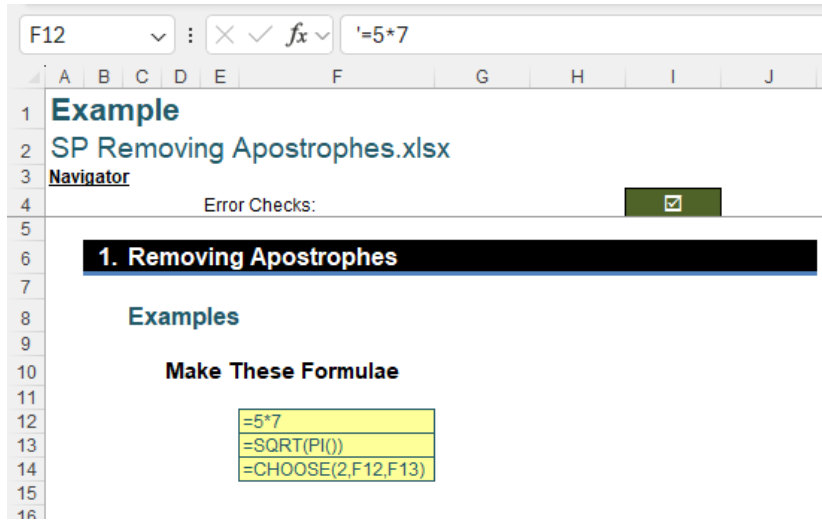 F12 fx '=5*7
A B C D E F G H I J
1 Example
2 SP Removing Apostrophes.xlsx
3 Navigator
4 Error Checks:
5
6 1. Removing Apostrophes
7
8 Examples
9
10 Make These Formulae
11
12 =5*7
13 =SQRT(PI())
14 =CHOOSE(2,F12,F13)
15
16